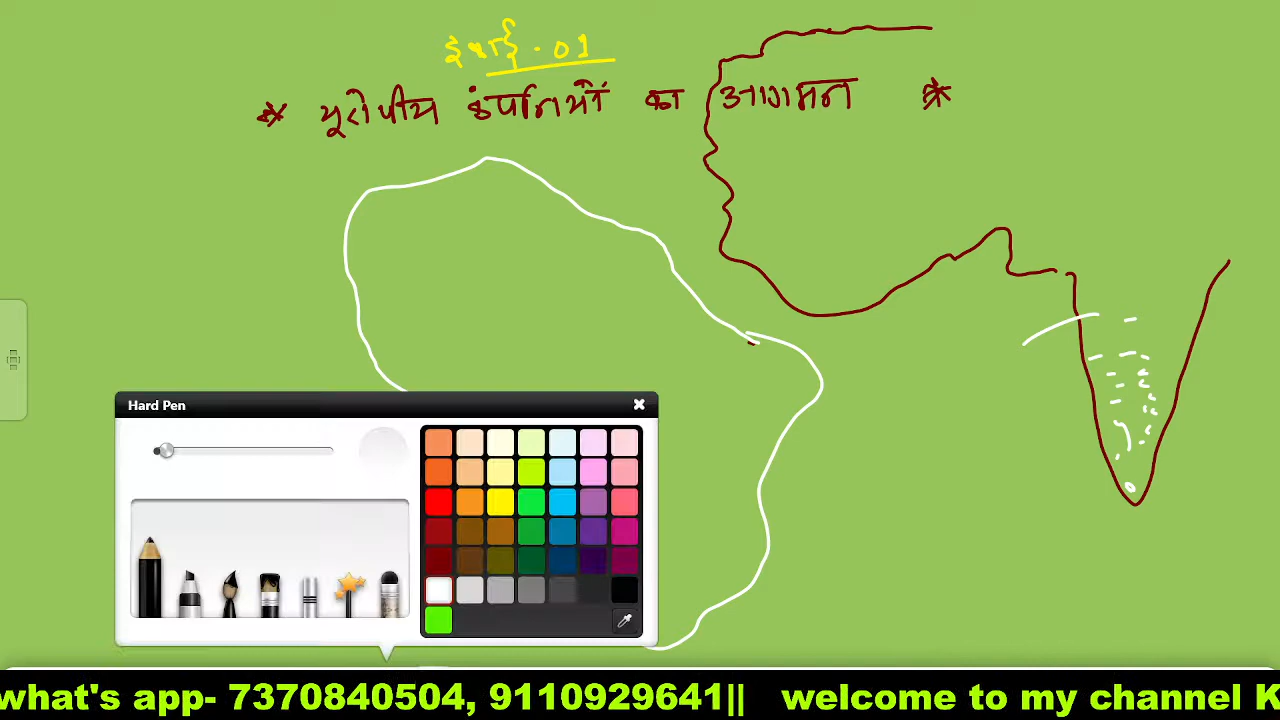 इकाई - 01
* यूरोपीय कंपनियों का आगमन *
Hard Pen
what's app- 7370840504, 9110929641|| welcome to my channel K